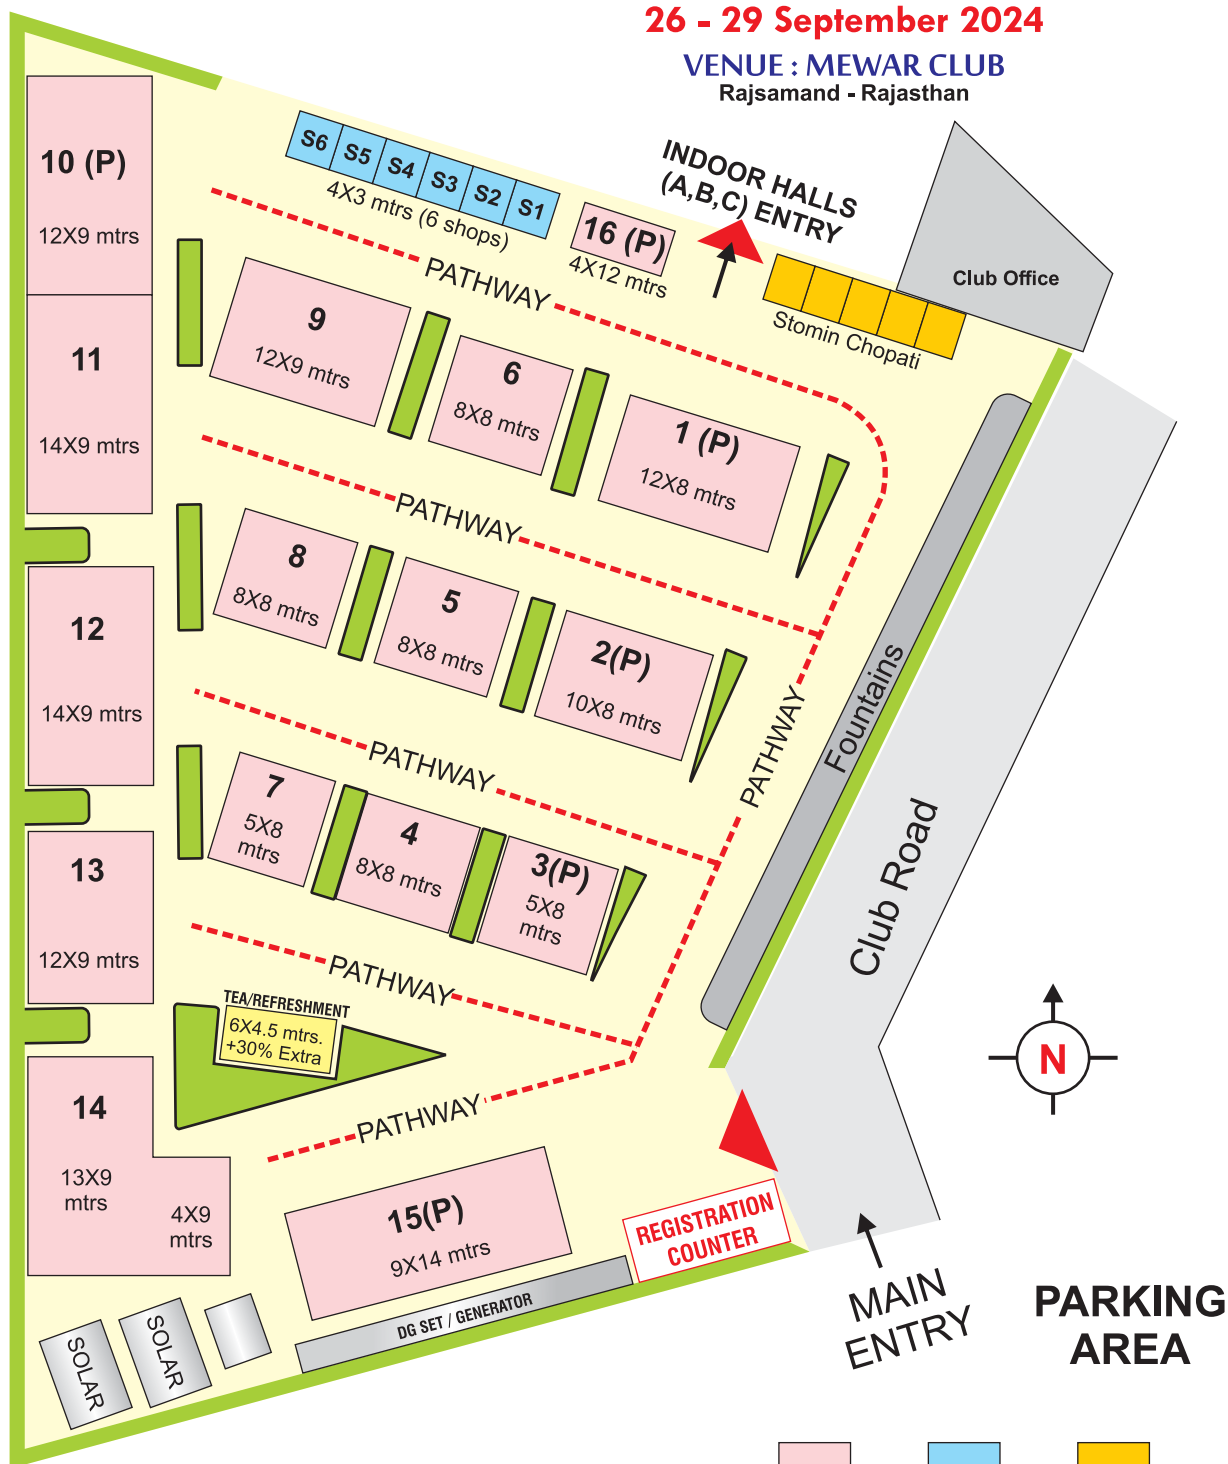 26 - 29 September 2024
VENUE : MEWAR CLUB
Rajsamand - Rajasthan
10 (P)
12X9 mtrs
S6 S5 S4 S3 S2 S1
4X3 mtrs (6 shops)
16 (P)
4X12 mtrs
INDOOR HALLS
(A,B,C) ENTRY
Club Office
Stomin Chopati
PATHWAY
11
14X9 mtrs
9
12X9 mtrs
6
8X8 mtrs
1 (P)
12X8 mtrs
PATHWAY
12
14X9 mtrs
8
8X8 mtrs
5
8X8 mtrs
2(P)
10X8 mtrs
PATHWAY
PATHWAY
Fountains
Club Road
13
12X9 mtrs
7
5X8
mtrs
4
8X8 mtrs
3(P)
5X8
mtrs
PATHWAY
TEA/REFRESHMENT
6X4.5 mtrs.
+30% Extra
N
14
13X9
mtrs
4X9
mtrs
PATHWAY
15(P)
9X14 mtrs
REGISTRATION
COUNTER
DG SET / GENERATOR
SOLAR
SOLAR
MAIN
ENTRY
PARKING
AREA